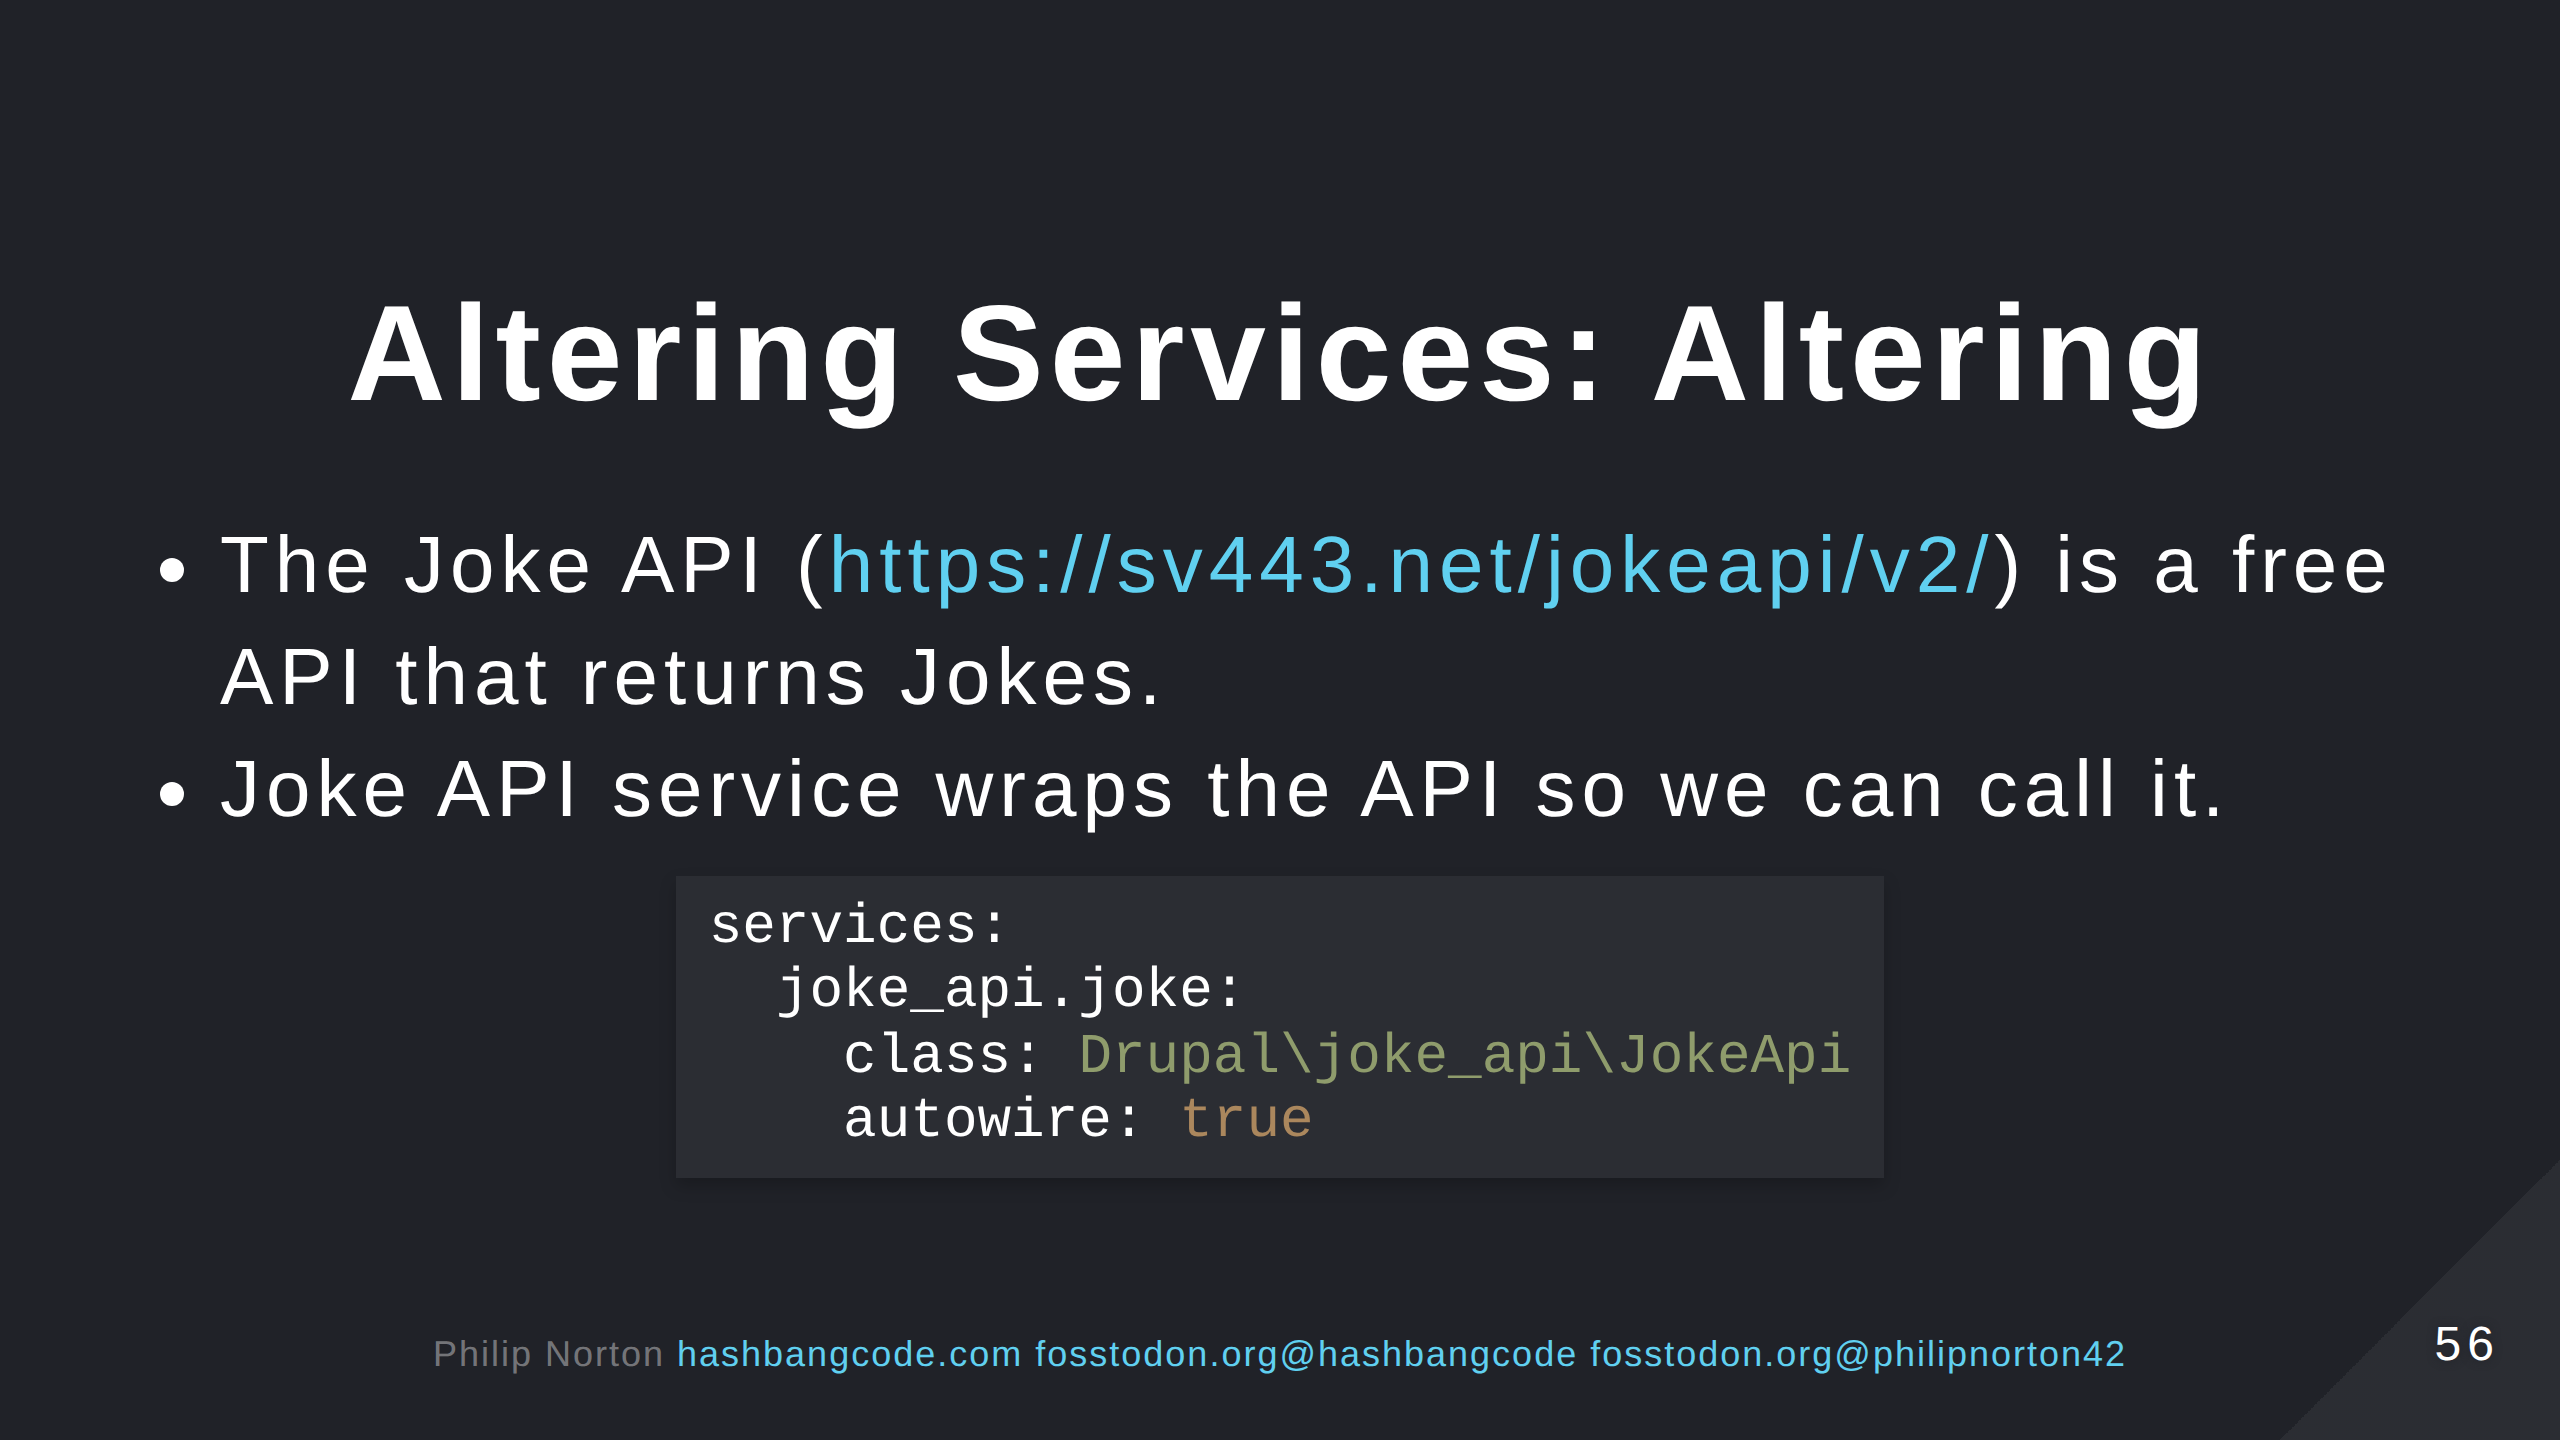 Altering Services: Altering
• The Joke API (https://sv443.net/jokeapi/v2/) is a free
API that returns Jokes.
• Joke API service wraps the API so we can call it.
services:
  joke_api.joke:
    class: Drupal\joke_api\JokeApi
    autowire: true
Philip Norton hashbangcode.com fosstodon.org@hashbangcode fosstodon.org@philipnorton42
56